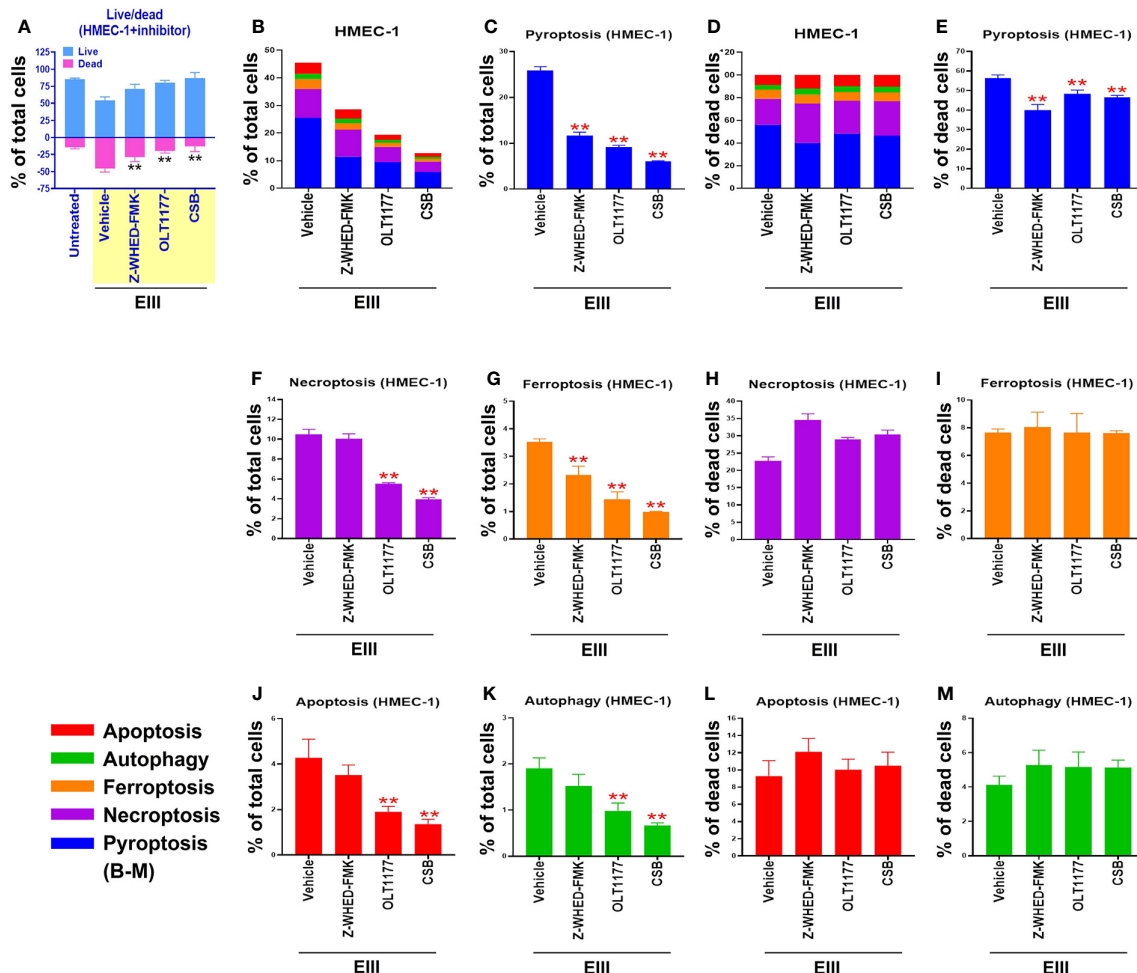 A
Live/dead
(HMEC-1+inhibitor)
Live
Dead
% of total cells
125
100
75
50
25
0
-25
-50
-75
**
**
**
Untreated
Vehicle
Z-WHED-FMK
OLT1177
CSB
EIII
B
HMEC-1
% of total cells
50
40
30
20
10
0
Vehicle
Z-WHED-FMK
OLT1177
CSB
EIII
C
Pyroptosis (HMEC-1)
% of total cells
30
20
10
0
**
**
**
Vehicle
Z-WHED-FMK
OLT1177
CSB
EIII
D
HMEC-1
% of dead cells
120
100
80
60
40
20
0
Vehicle
Z-WHED-FMK
OLT1177
CSB
EIII
E
Pyroptosis (HMEC-1)
% of dead cells
70
60
50
40
30
20
10
0
**
**
**
Vehicle
Z-WHED-FMK
OLT1177
CSB
EIII
F
Necroptosis (HMEC-1)
% of total cells
14
12
10
8
6
4
2
0
**
**
Vehicle
Z-WHED-FMK
OLT1177
CSB
EIII
G
Ferroptosis (HMEC-1)
% of total cells
5
4
3
2
1
0
**
**
**
Vehicle
Z-WHED-FMK
OLT1177
CSB
EIII
H
Necroptosis (HMEC-1)
% of dead cells
40
35
30
25
20
15
10
5
0
Vehicle
Z-WHED-FMK
OLT1177
CSB
EIII
I
Ferroptosis (HMEC-1)
% of dead cells
10
8
6
4
2
0
Vehicle
Z-WHED-FMK
OLT1177
CSB
EIII
Apoptosis
Autophagy
Ferroptosis
Necroptosis
Pyroptosis
(B-M)
J
Apoptosis (HMEC-1)
% of total cells
6
4
2
0
**
**
Vehicle
Z-WHED-FMK
OLT1177
CSB
EIII
K
Autophagy (HMEC-1)
% of total cells
3
2
1
0
**
**
Vehicle
Z-WHED-FMK
OLT1177
CSB
EIII
L
Apoptosis (HMEC-1)
% of dead cells
16
14
12
10
8
6
4
2
0
Vehicle
Z-WHED-FMK
OLT1177
CSB
EIII
M
Autophagy (HMEC-1)
% of dead cells
8
6
4
2
0
Vehicle
Z-WHED-FMK
OLT1177
CSB
EIII